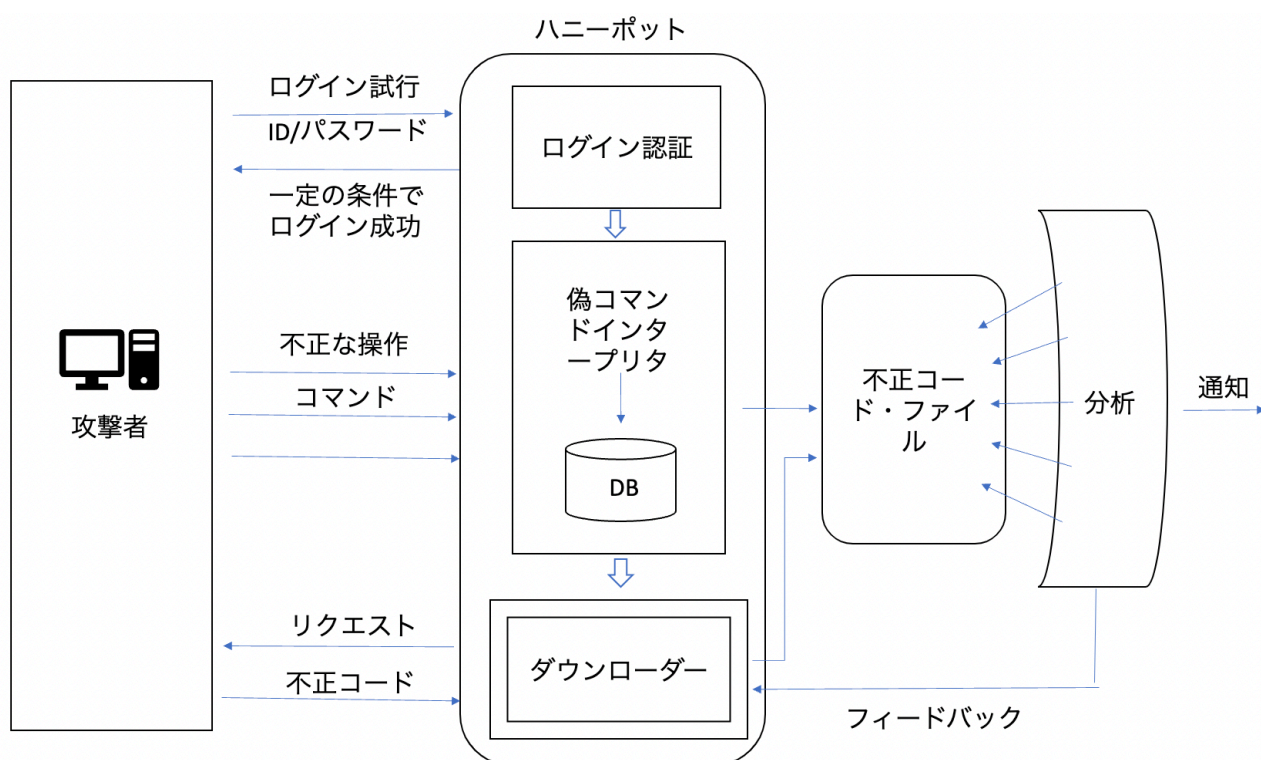 ハニーポット
ログイン試行
ID/パスワード
一定の条件で
ログイン成功
ログイン認証
偽コマン
ドインタ
ープリタ
DB
不正な操作
コマンド
攻撃者
不正コー
ド・ファイ
ル
分析
通知
リクエスト
不正コード
ダウンローダー
フィードバック